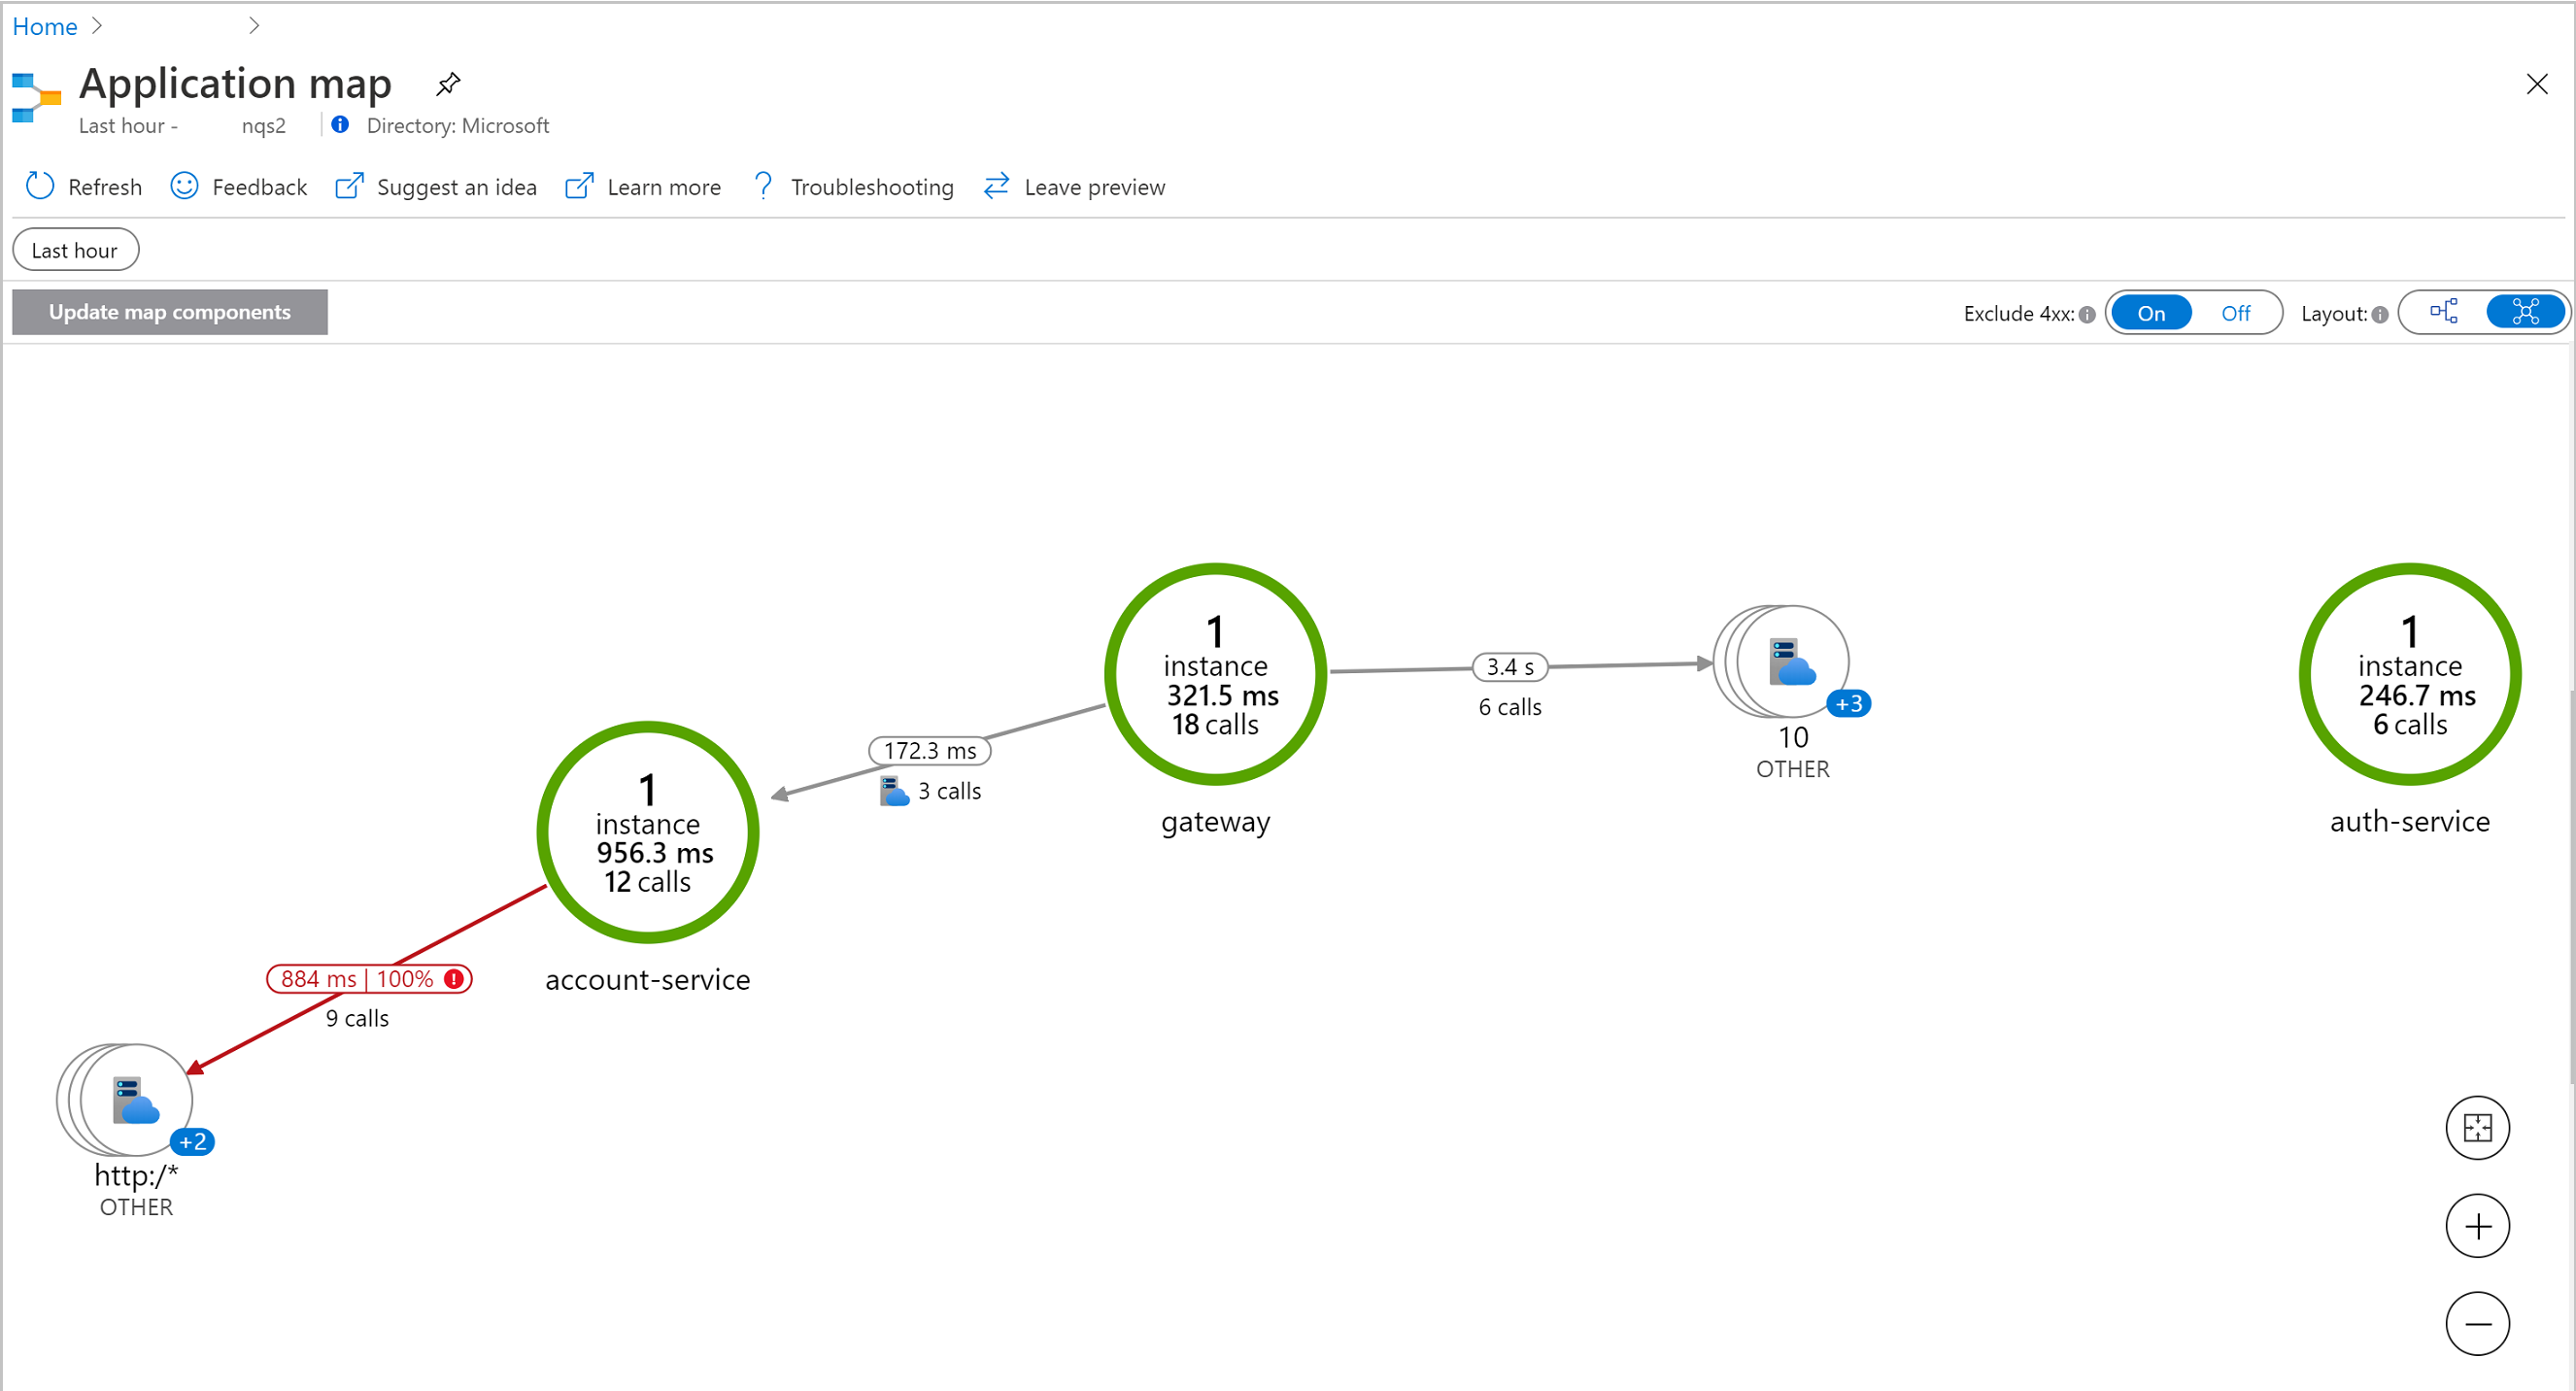 Home
Application map
Last hour - nqs2 Directory: Microsoft
Refresh Feedback Suggest an idea Learn more ? Troubleshooting Leave preview
Last hour
Update map components Exclude 4xx: On Off Layout:
1
instance
321.5 ms
18 calls
gateway
3.4 s
6 calls
+3
10
OTHER
1
instance
246.7 ms
6 calls
auth-service
172.3 ms
3 calls
1
instance
956.3 ms
12 calls
account-service
884 ms | 100% !
9 calls
+2
http:/*
OTHER